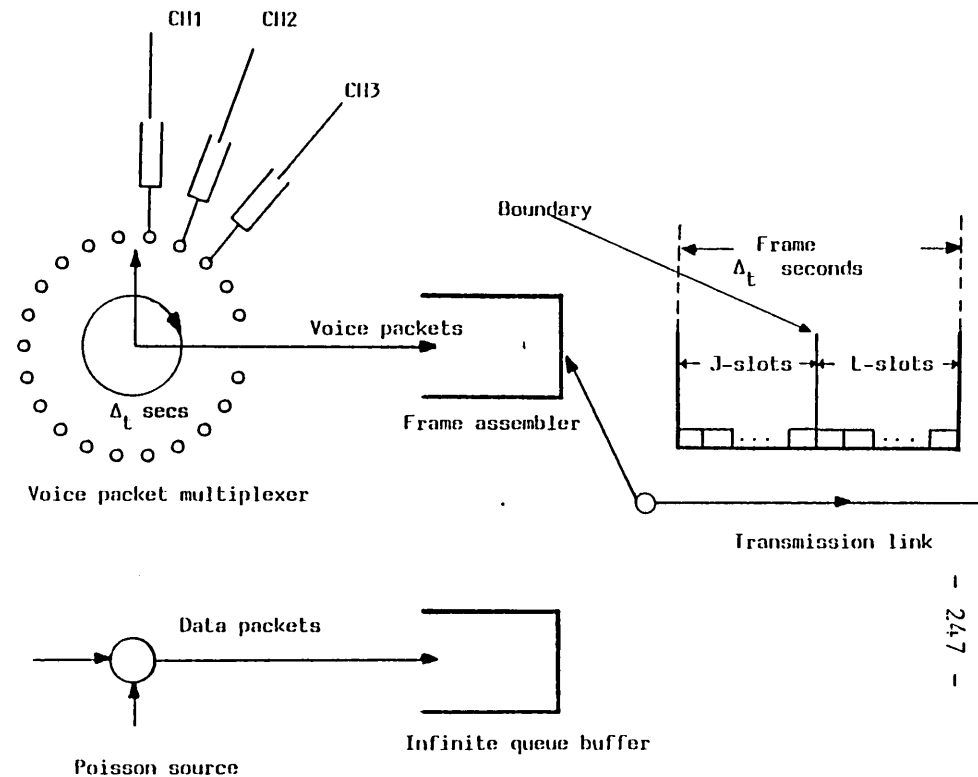 CH1
CH2
CH3
Boundary
Frame
Δt seconds
Voice packets
J-slots
L-slots
Δt secs
Frame assembler
... ...
Voice packet multiplexer
Transmission link
Data packets
Infinite queue buffer
Poisson source
- 247 -